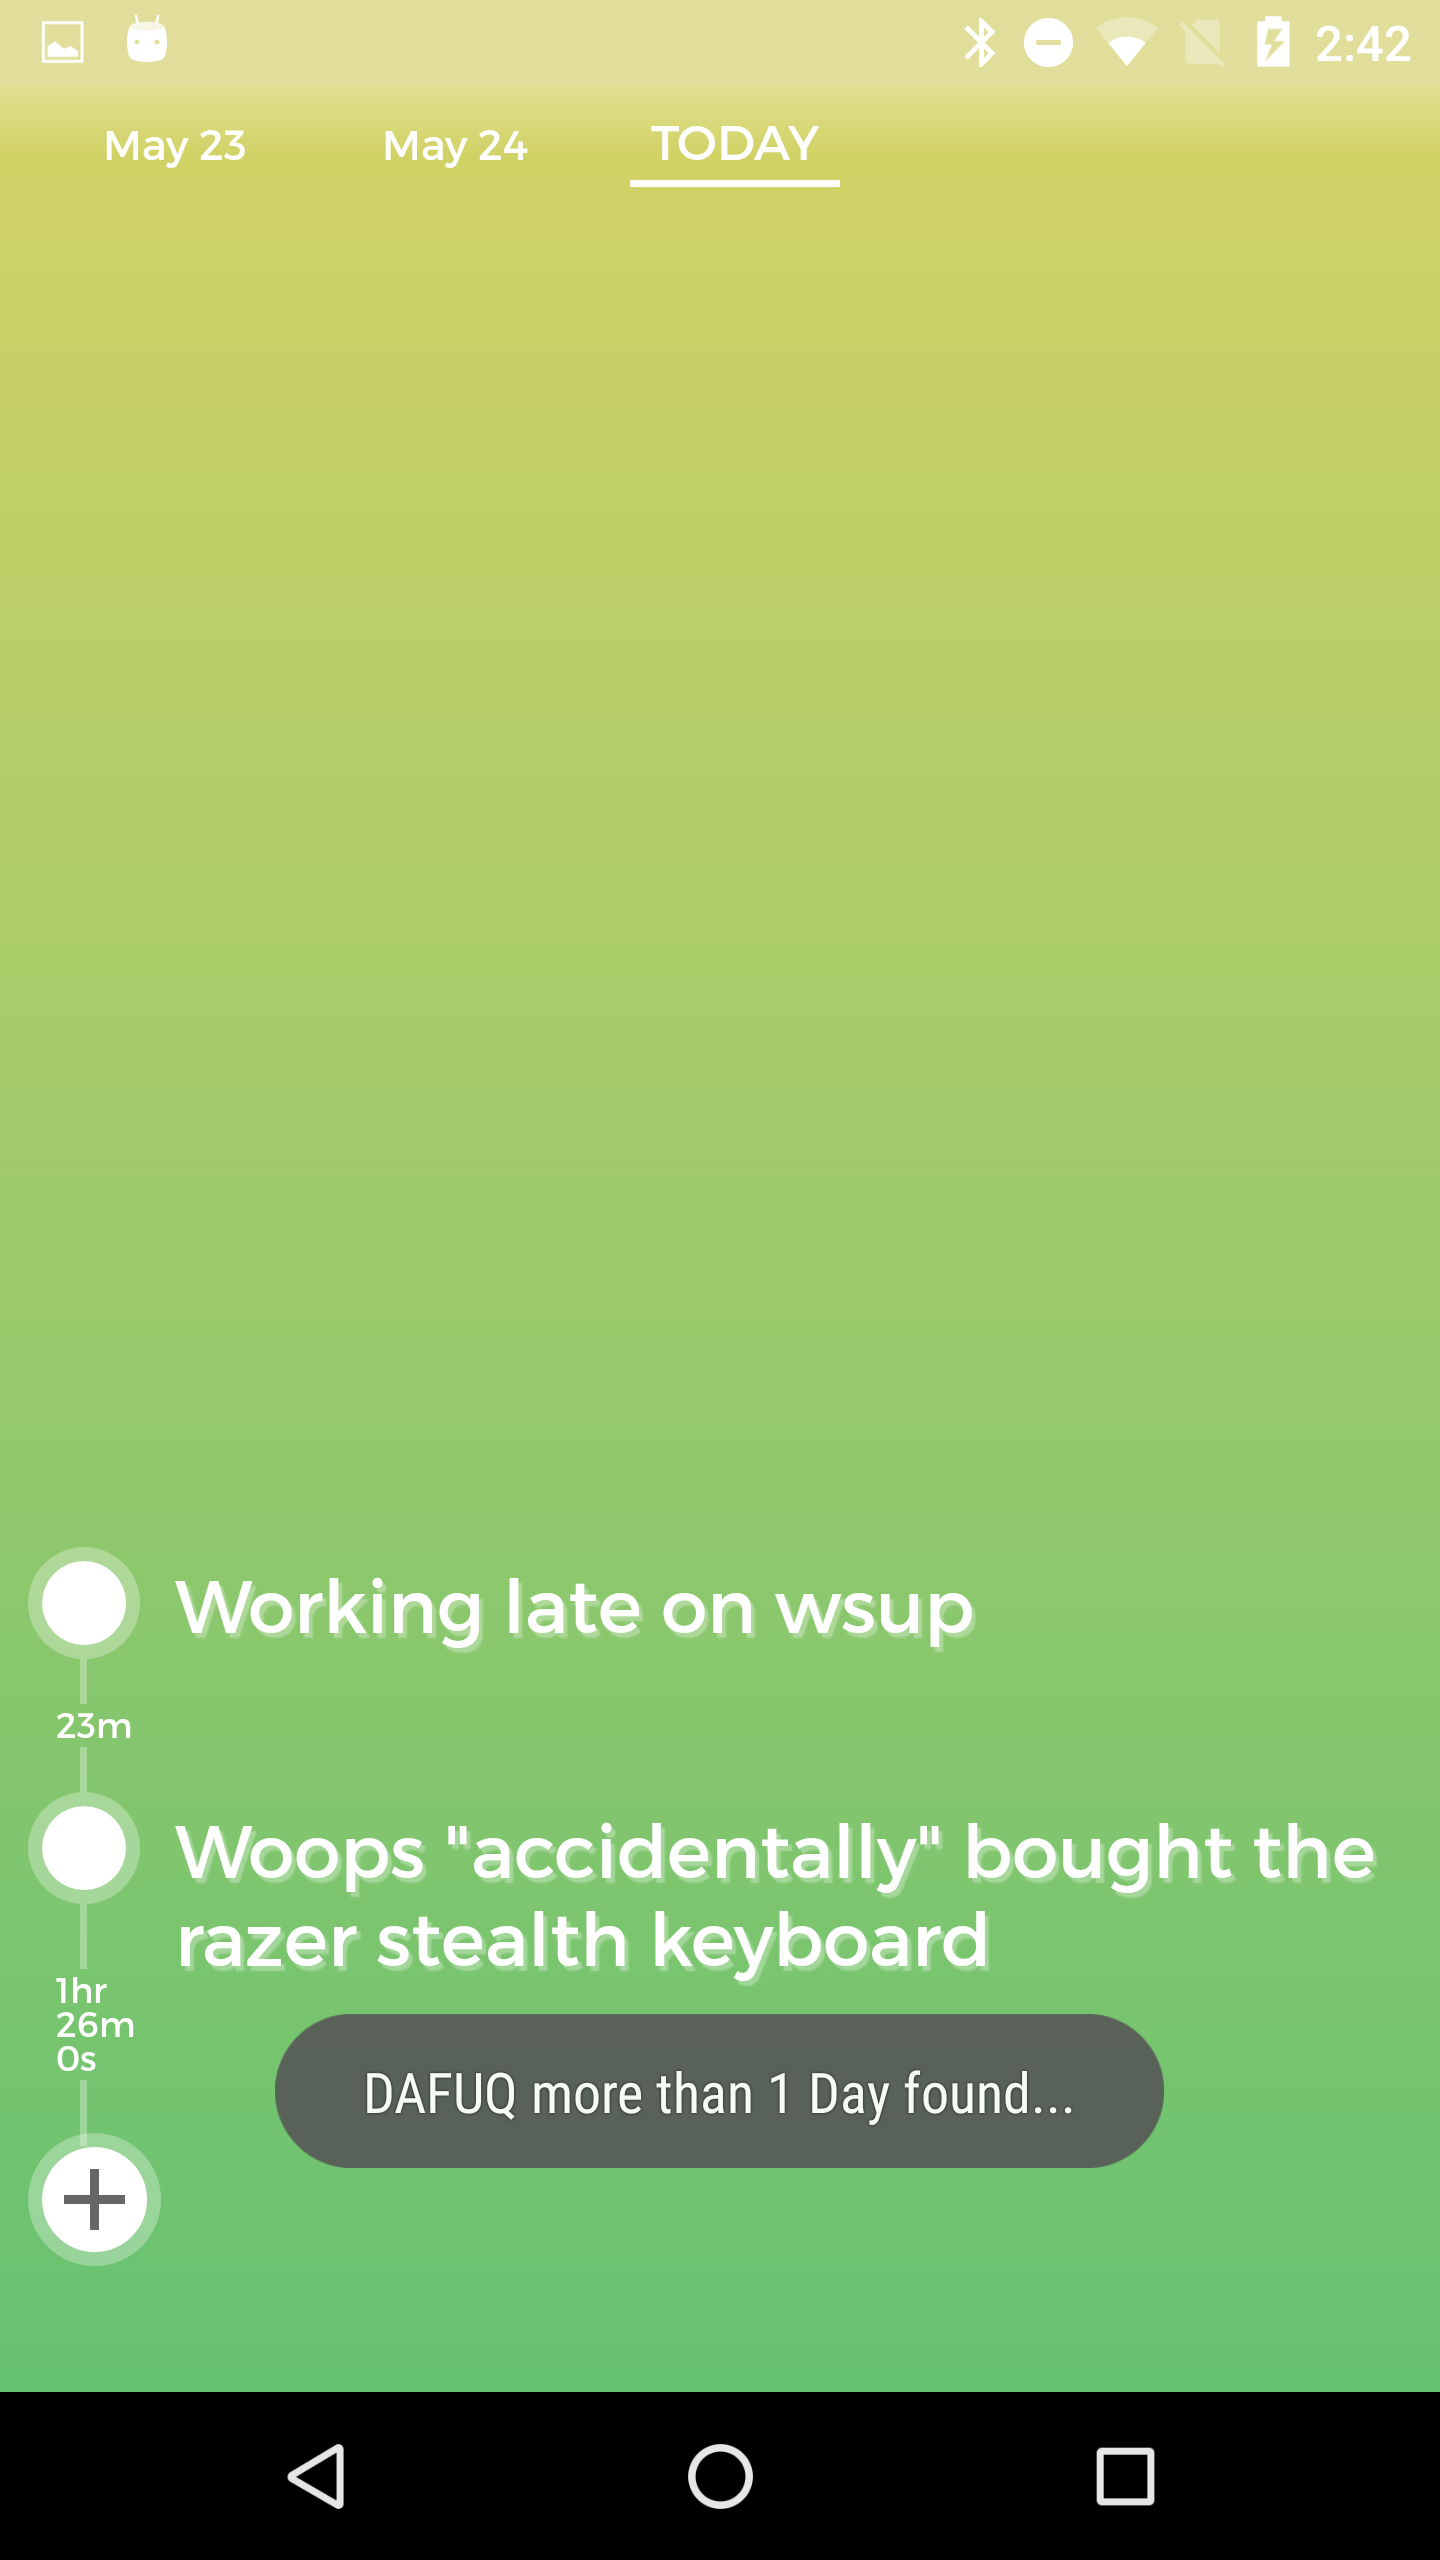 2:42
May 23
May 24
TODAY
Working late on wsup
23m
Woops "accidentally" bought the
razer stealth keyboard
1hr
26m
0s
DAFUQ more than 1 Day found...